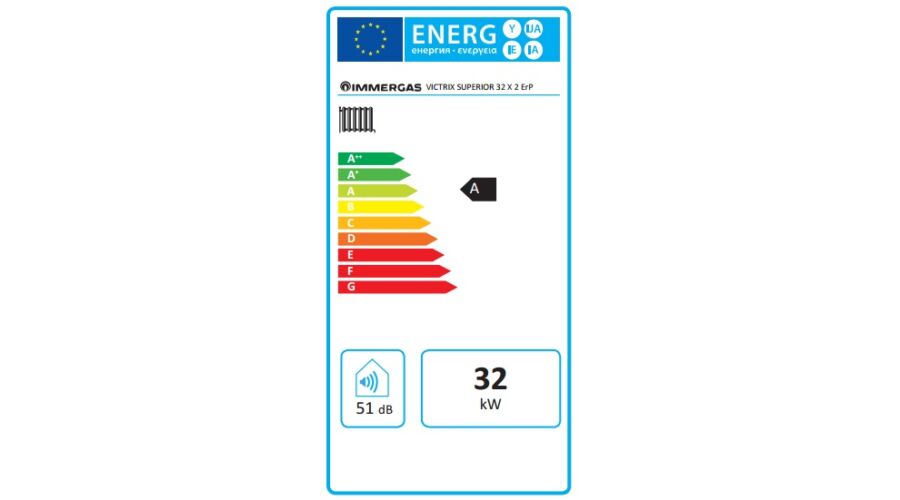 ENERG Y IJA
енергия · ενεργεια IE IA
IMMERGAS VICTRIX SUPERIOR 32 X 2 ErP
A++
A+
A
A
B
C
D
E
F
G
51 dB
32
kW